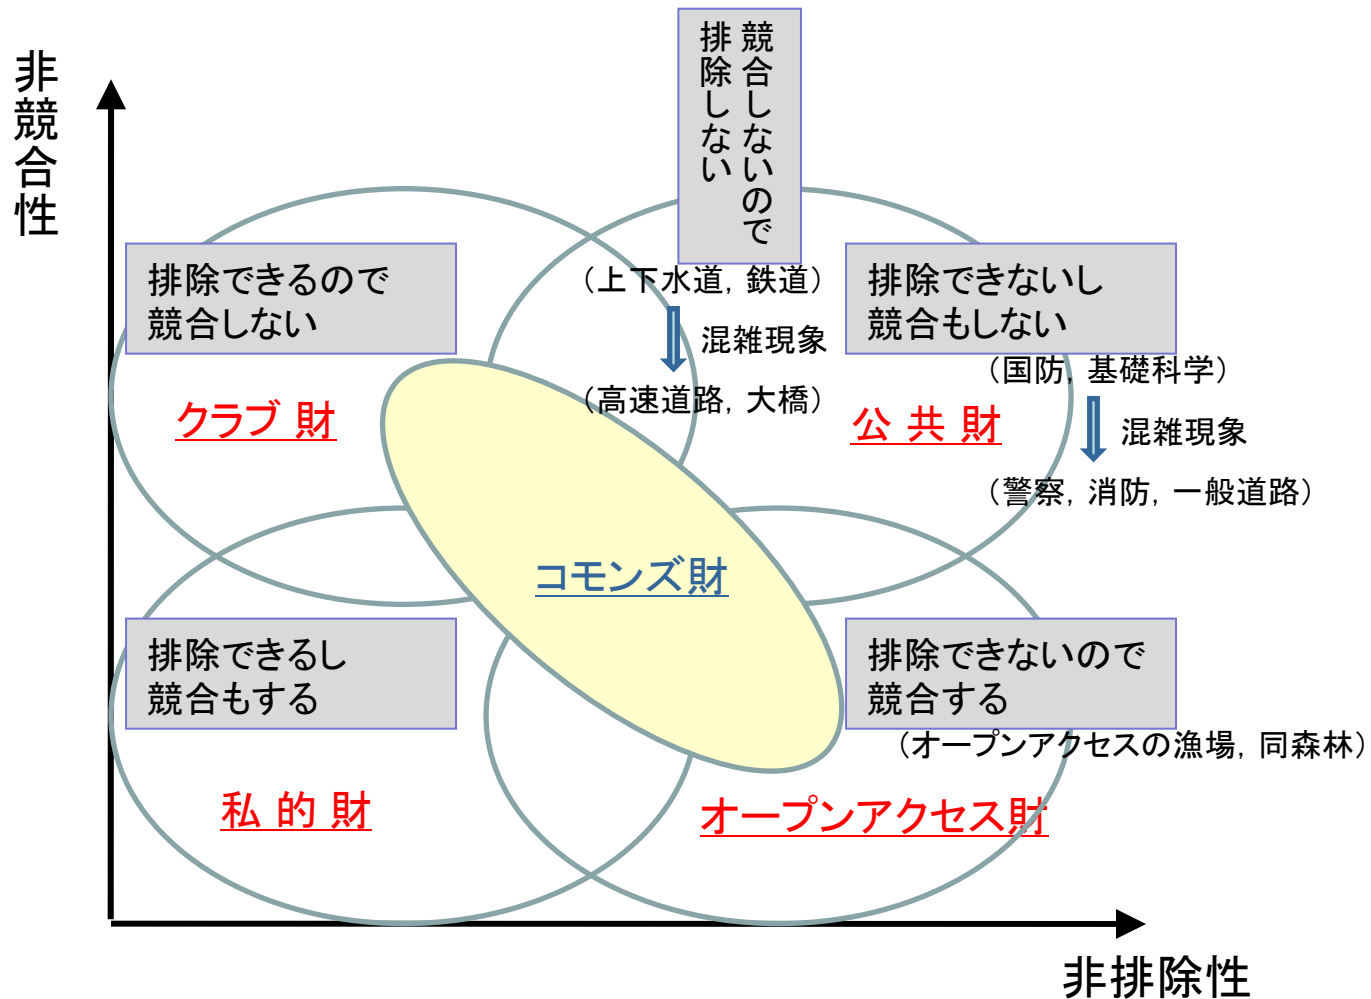 非競合性
競合しないので
排除しない
排除できるので
競合しない
(上下水道, 鉄道)
混雑現象
(高速道路, 大橋)
排除できないし
競合もしない
(国防, 基礎科学)
混雑現象
(警察, 消防, 一般道路)
クラブ 財
公 共 財
コモンズ財
排除できるし
競合もする
排除できないので
競合する
(オープンアクセスの漁場, 同森林)
私 的 財
オープンアクセス財
非排除性